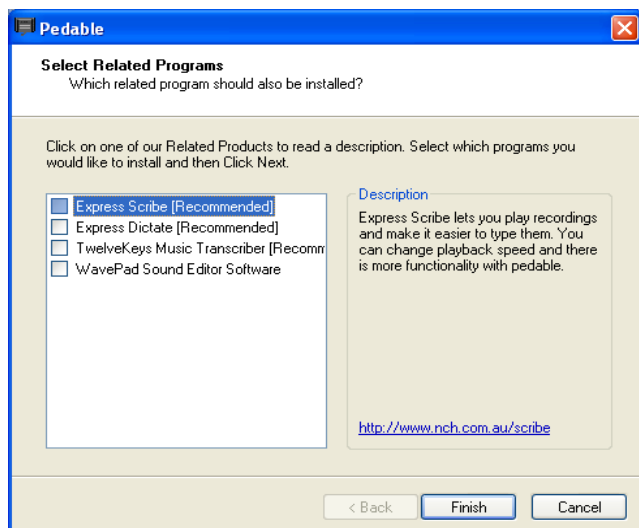 Pedable
Select Related Programs
Which related program should also be installed?
Click on one of our Related Products to read a description. Select which programs you
would like to install and then Click Next.
Express Scribe [Recommended]
Express Dictate [Recommended]
TwelveKeys Music Transcriber [Recomm
WavePad Sound Editor Software
Description
Express Scribe lets you play recordings
and make it easier to type them. You
can change playback speed and there
is more functionality with pedable.
http://www.nch.com.au/scribe
< Back
Finish
Cancel